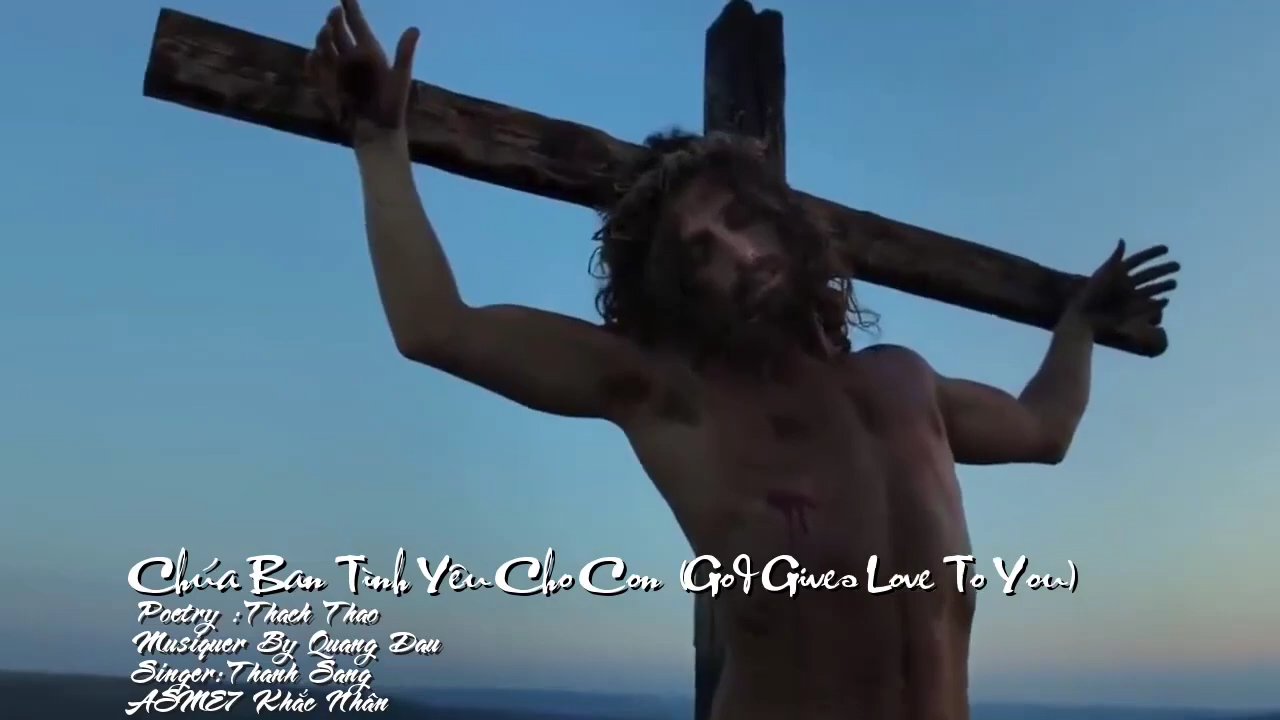 Chúa Ban Tình Yêu Cho Con (God Gives Love To You)
Poetry :Thach Thao
Musiquer By Quang Dau
Singer:Thanh Sang
ASME7 Khắc Nhân